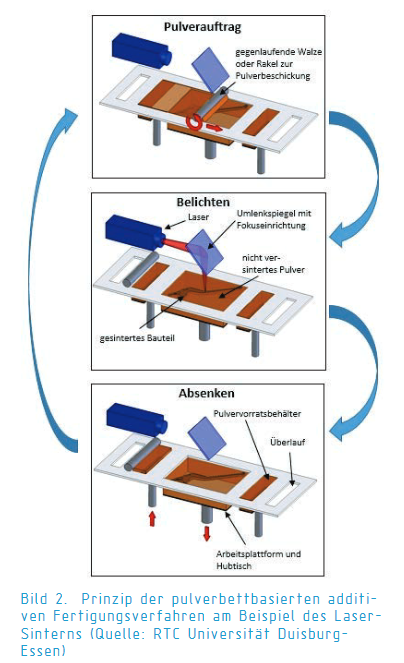 Pulverauftrag
gegenlaufende Walze
oder Rakel zur
Pulverbeschickung
Belichten
Laser
Umlenkspiegel mit
Fokuseinrichtung
nicht ver-
sintertes Pulver
gesintertes Bauteil
Absenken
Pulvervorratsbehälter
Überlauf
Arbeitsplattform und
Hubtisch
Bild 2. Prinzip der pulverbettbasierten additi-
ven Fertigungsverfahren am Beispiel des Laser-
Sinterns (Quelle: RTC Universität Duisburg-
Essen)